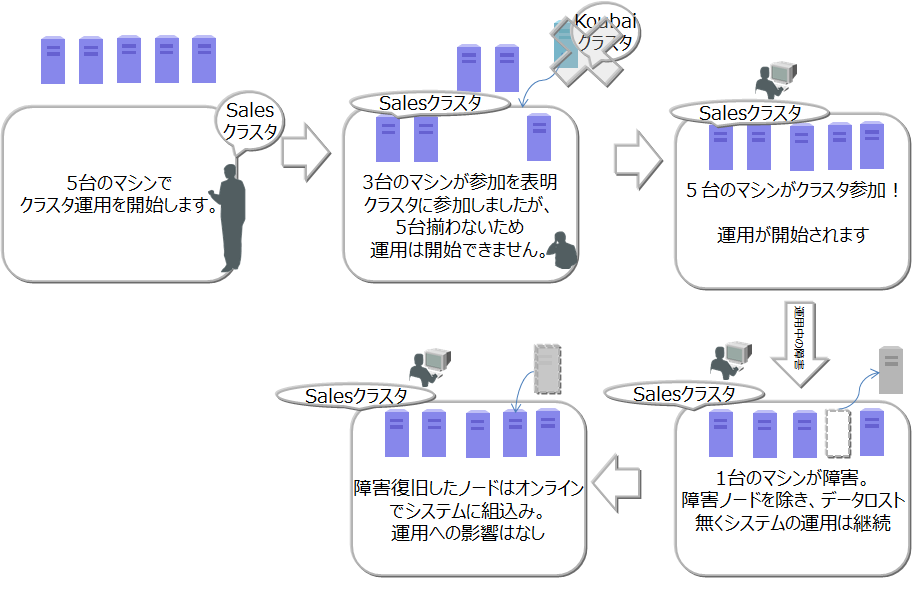 Sales
クラスタ
5台のマシンで
クラスタ運用を開始します。
Koubai
クラスタ
Salesクラスタ
3台のマシンが参加を表明
クラスタに参加しましたが、
5台揃わないため
運用は開始できません。
Salesクラスタ
５台のマシンがクラスタ参加！
運用が開始されます
運用中の障害
Salesクラスタ
1台のマシンが障害。
障害ノードを除き、データロスト
無くシステムの運用は継続
Salesクラスタ
障害復旧したノードはオンライン
でシステムに組込み。
運用への影響はなし